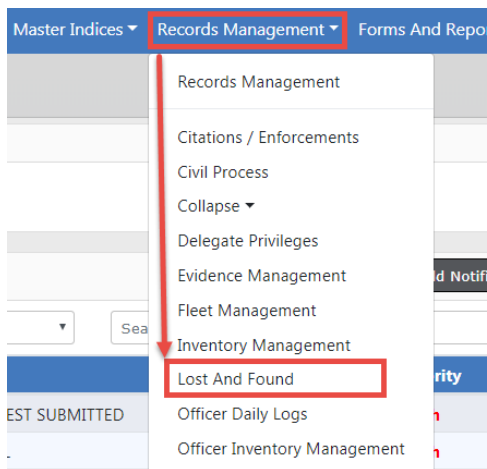 Master Indices Records Management Forms And Repo
Records Management
Citations / Enforcements
Civil Process
Collapse
Delegate Privileges
Evidence Management
ld Notifi
Fleet Management
Sea
Inventory Management
Lost And Found
rity
EST SUBMITTED
Officer Daily Logs
h
Officer Inventory Management
h